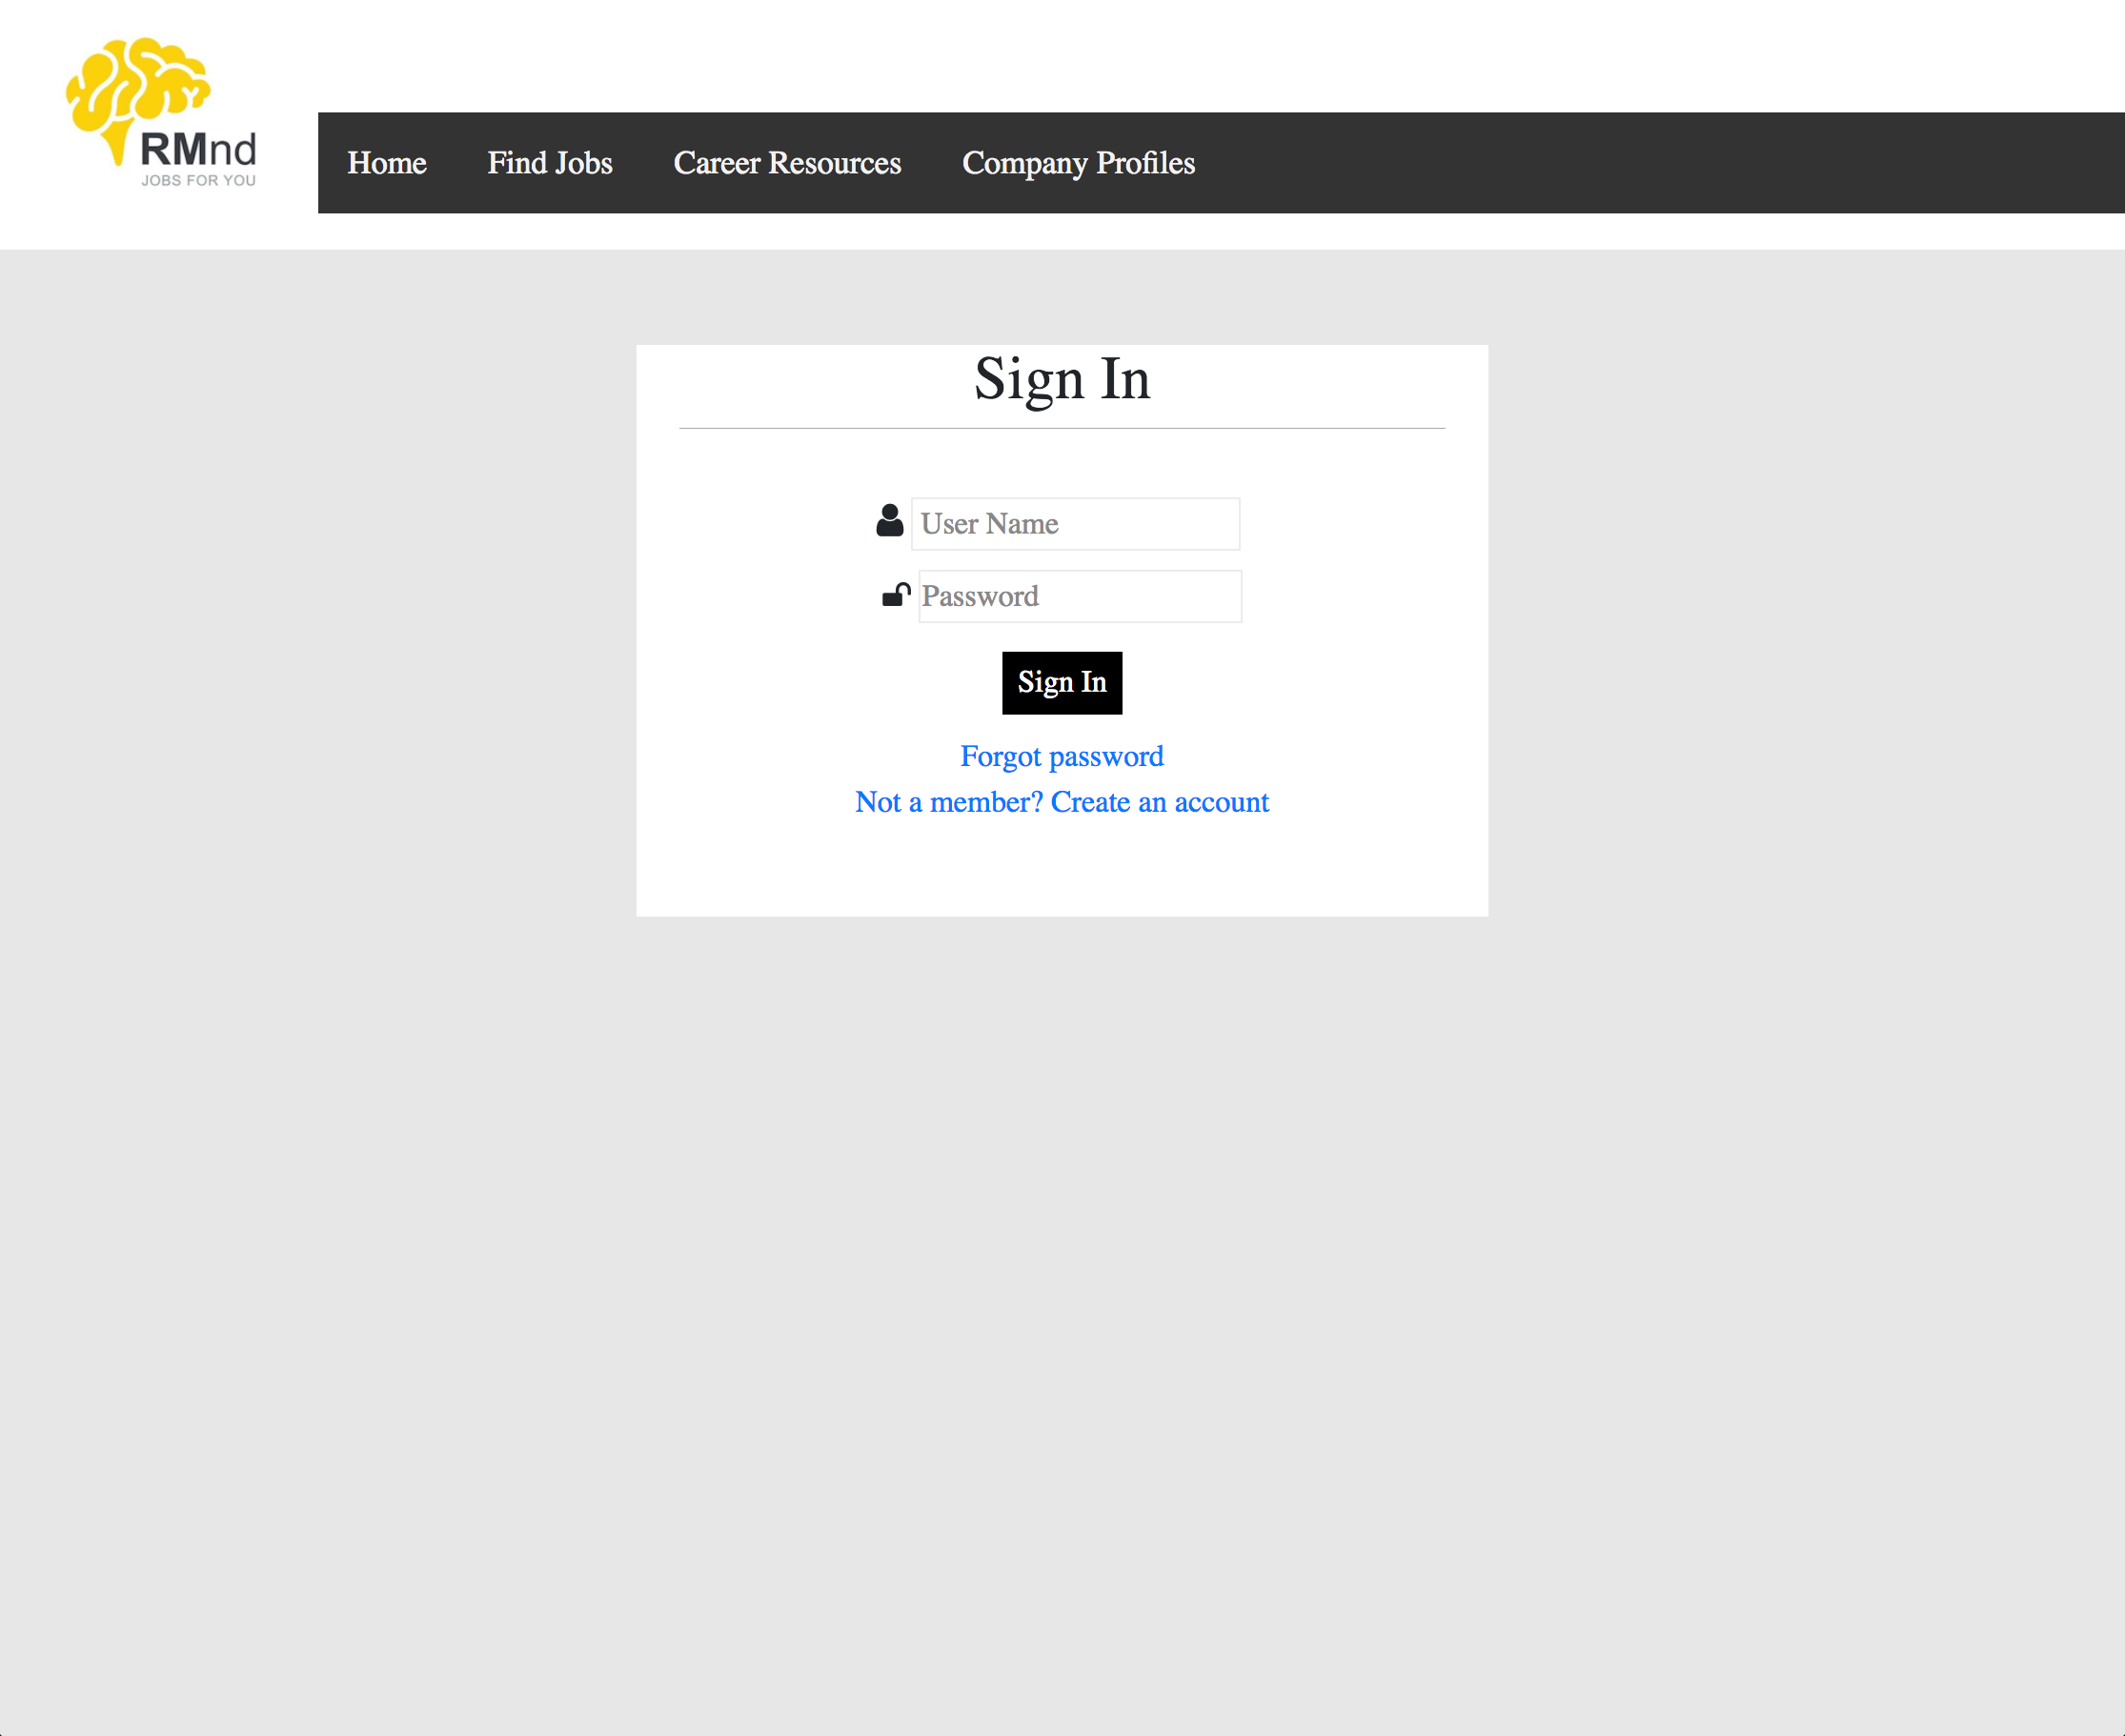 RMnd
JOBS FOR YOU
Home Find Jobs Career Resources Company Profiles
Sign In
User Name
Password
Sign In
Forgot password
Not a member? Create an account